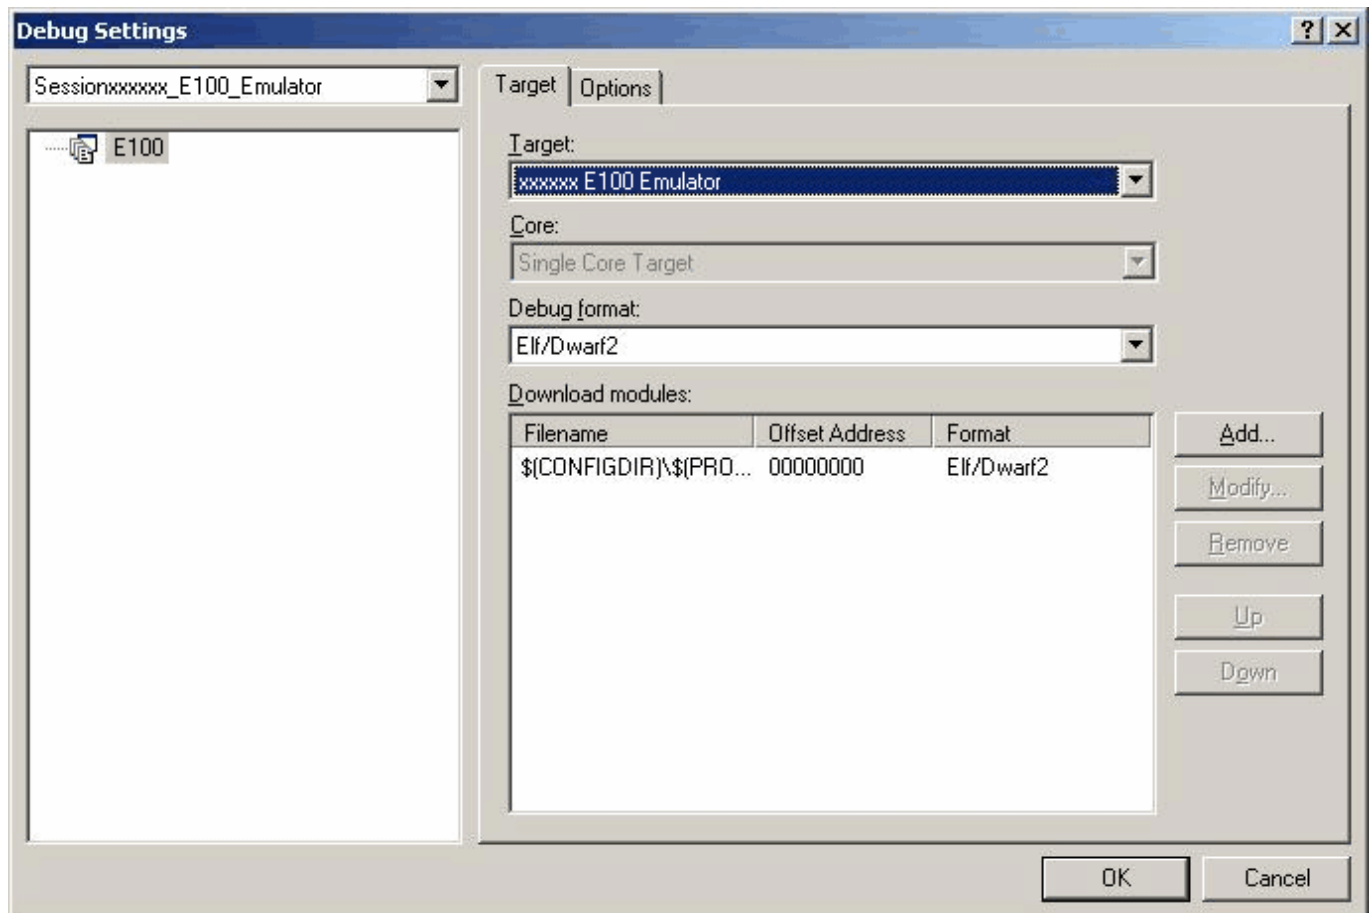 Debug Settings
Sessionxxxxxx_E100_Emulator
E100
Target Options
Target:
xxxxxx E100 Emulator
Core:
Single Core Target
Debug format:
Elf/Dwarf2
Download modules:
Filename Offset Address Format
$(CONFIGDIR)\$(PRO... 00000000 Elf/Dwarf2
Add...
Modify...
Remove
Up
Down
OK Cancel